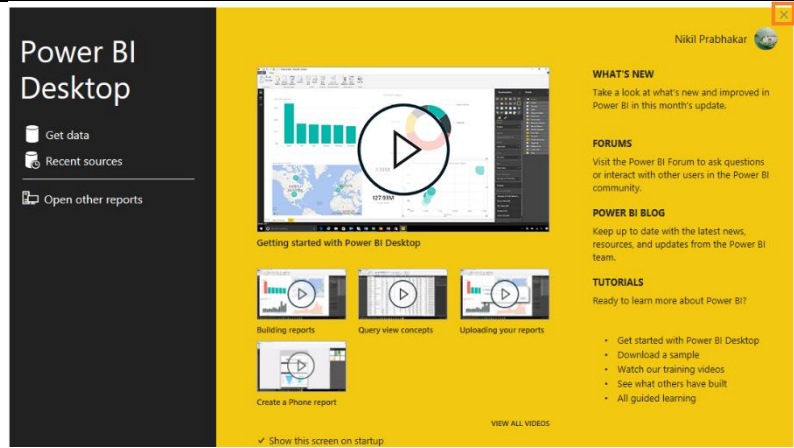 Power BI
Desktop
Get data
Recent sources
Open other reports
Nikil Prabhakar
127.93M
Getting started with Power BI Desktop
Building reports
Query view concepts
Uploading your reports
Create a Phone report
VIEW ALL VIDEOS
✓ Show this screen on startup
WHAT'S NEW
Take a look at what's new and improved in
Power BI in this month's update.
FORUMS
Visit the Power BI Forum to ask questions
or interact with other users in the Power BI
community.
POWER BI BLOG
Keep up to date with the latest news,
resources, and updates from the Power BI
team.
TUTORIALS
Ready to learn more about Power BI?
• Get started with Power BI Desktop
• Download a sample
• Watch our training videos
• See what others have built
• All guided learning